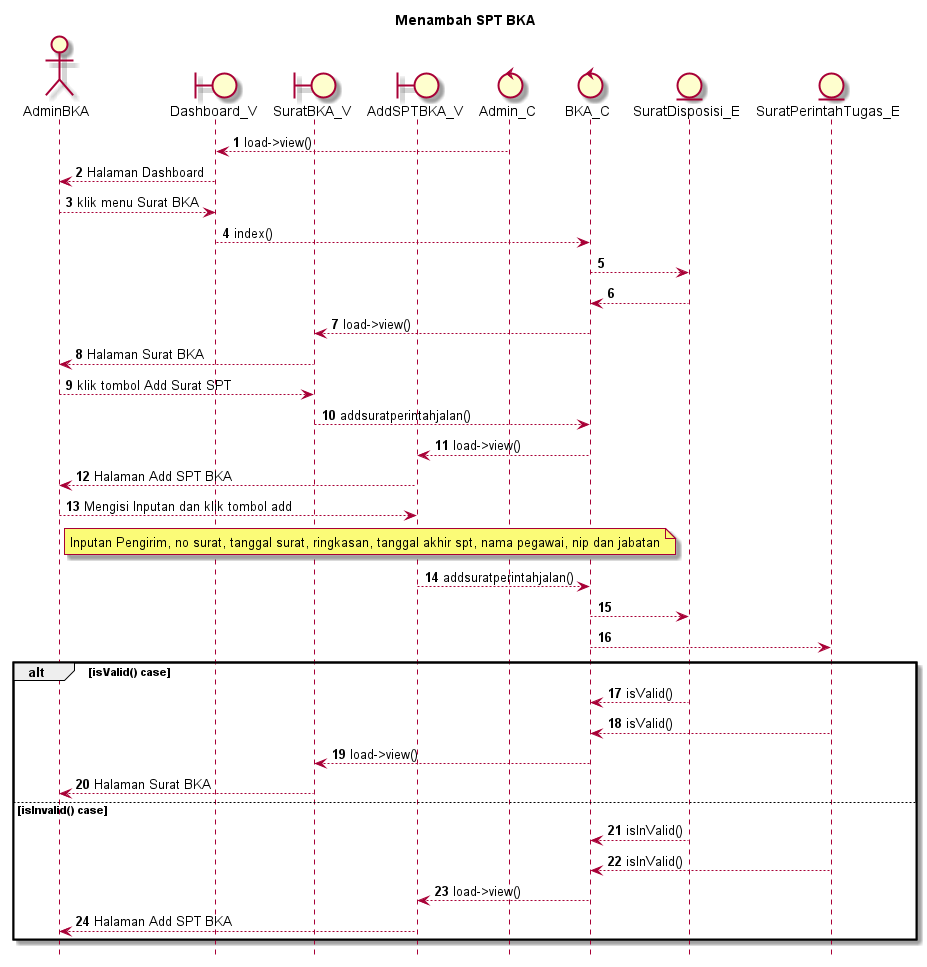 Menambah SPT BKA
AdminBKA
Dashboard_V
SuratBKA_V
AddSPTBKA_V
Admin_C
BKA_C
SuratDisposisi_E
SuratPerintahTugas_E
1 load->view()
2 Halaman Dashboard
3 klik menu Surat BKA
4 index()
5
6
7 load->view()
8 Halaman Surat BKA
9 klik tombol Add Surat SPT
10 addsuratperintahjalan()
11 load->view()
12 Halaman Add SPT BKA
13 Mengisi Inputan dan klik tombol add
Inputan Pengirim, no surat, tanggal surat, ringkasan, tanggal akhir spt, nama pegawai, nip dan jabatan
14 addsuratperintahjalan()
15
16
alt [isValid() case]
17 isValid()
18 isValid()
19 load->view()
20 Halaman Surat BKA
[isInvalid() case]
21 isInValid()
22 isInValid()
23 load->view()
24 Halaman Add SPT BKA